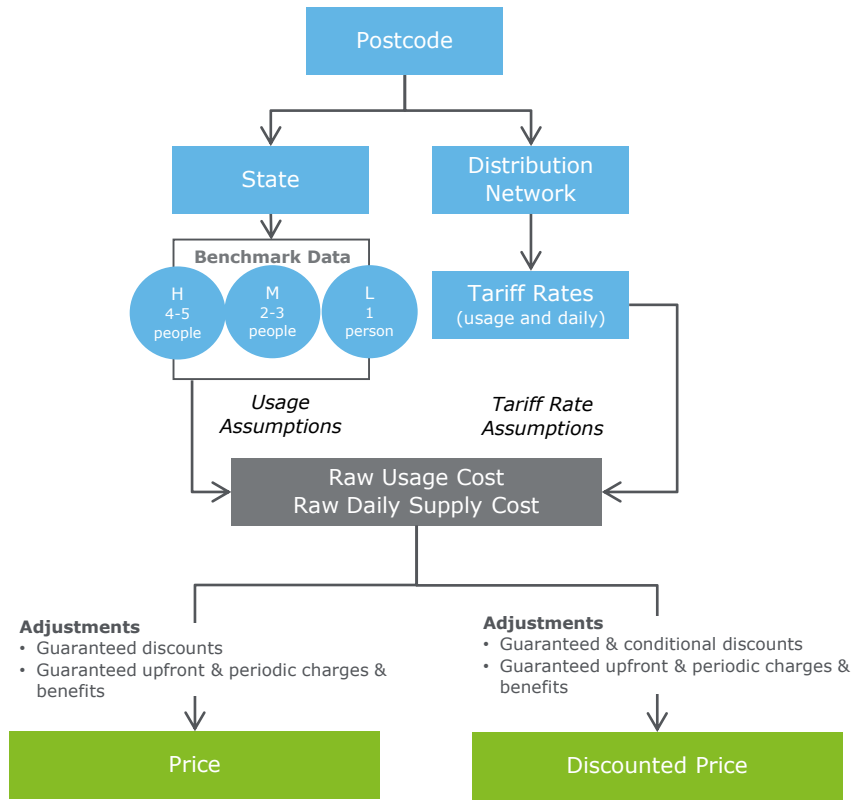 Postcode
State
Distribution
Network
Benchmark Data
H
4-5
people
M
2-3
people
L
1
person
Tariff Rates
(usage and daily)
Usage
Assumptions
Tariff Rate
Assumptions
Raw Usage Cost
Raw Daily Supply Cost
Adjustments
• Guaranteed discounts
• Guaranteed upfront & periodic charges &
benefits
Adjustments
• Guaranteed & conditional discounts
• Guaranteed upfront & periodic charges &
benefits
Price
Discounted Price